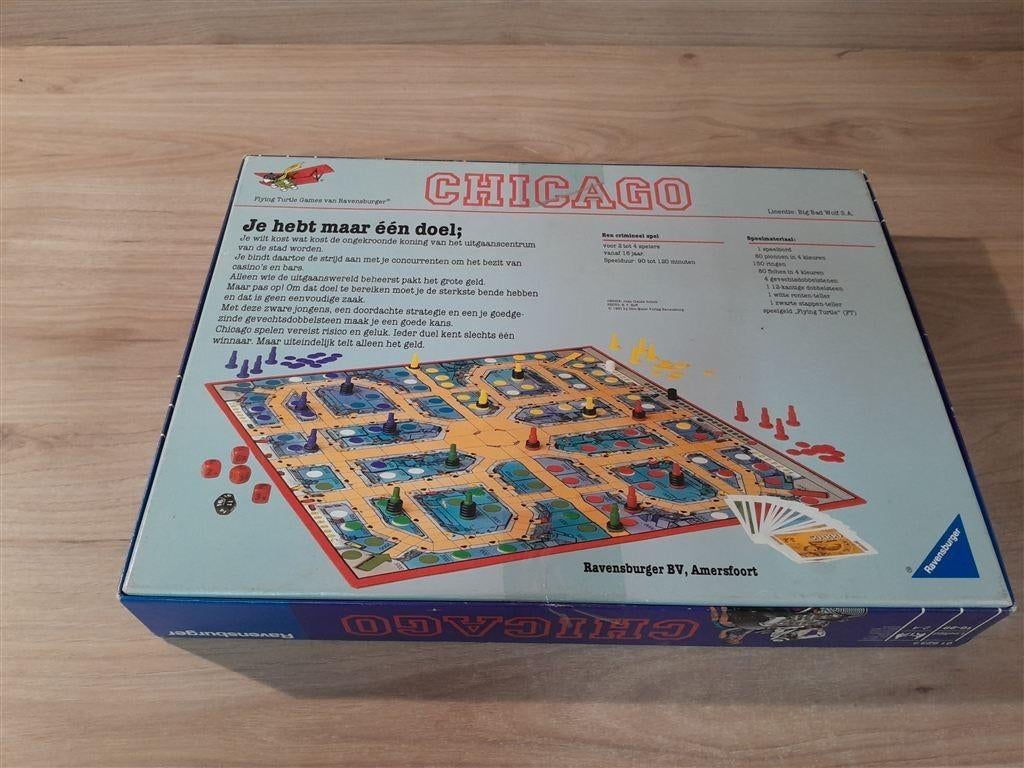 CHICAGO
Flying Turtle Games van Ravensburger
Licentie: Big Bad Wolf S.A.
Je hebt maar één doel;
Je wilt kost wat kost de ongekroonde koning van het uitgaanscentrum
van de stad worden.
Je bindt daartoe de strijd aan met je concurrenten om het bezit van
casino's en bars.
Alleen wie de uitgaanswereld beheerst pakt het grote geld.
Maar pas op! Om dat doel te bereiken moet je de sterkste bende hebben
en dat is geen eenvoudige zaak.
Met deze zware jongens, een doordachte strategie en een je goedge-
zinde gevechtsdobbelsteen maak je een goede kans.
Chicago spelen vereist risico en geluk. Ieder duel kent slechts één
winnaar. Maar uiteindelijk telt alleen het geld.
Een crimineel spel
voor 2 tot 4 spelers
vanaf 16 jaar
Speelduur: 90 tot 120 minuten
Speelmateriaal:
1 speelbord
80 pionnen in 4 kleuren
150 ringen
80 fiches in 4 kleuren
4 gevechtsdobbelstenen
1 12-kantige dobbelsteen
1 witte ronten-teller
1 zwarte stappen-teller
speelgeld „Flying Turtle" (FT)
Ravensburger BV, Amersfoort
Ravensburger
®
Ravensburger
CHICAGO